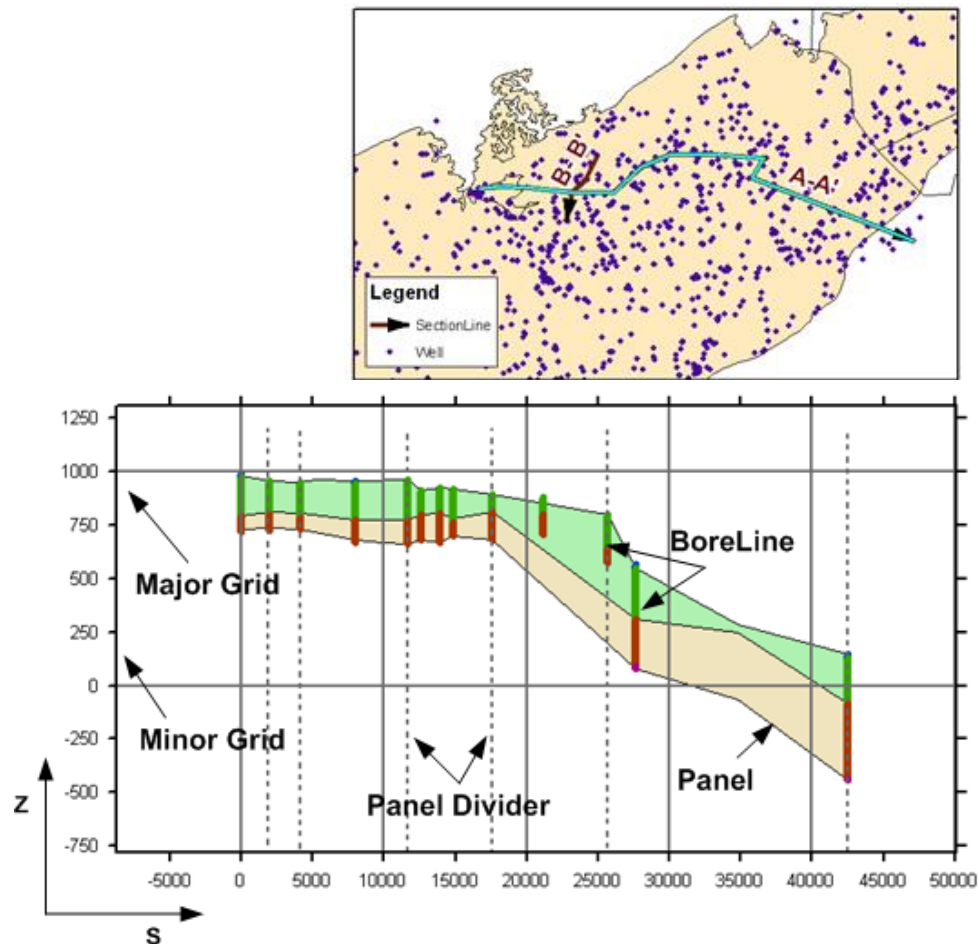 B-B
A-A'
Legend
SectionLine
Well
1250
1000
750
500
250
0
-250
-500
-750
Major Grid
Minor Grid
BoreLine
Panel Divider
Panel
Z
-5000 0 5000 10000 15000 20000 25000 30000 35000 40000 45000 50000
S